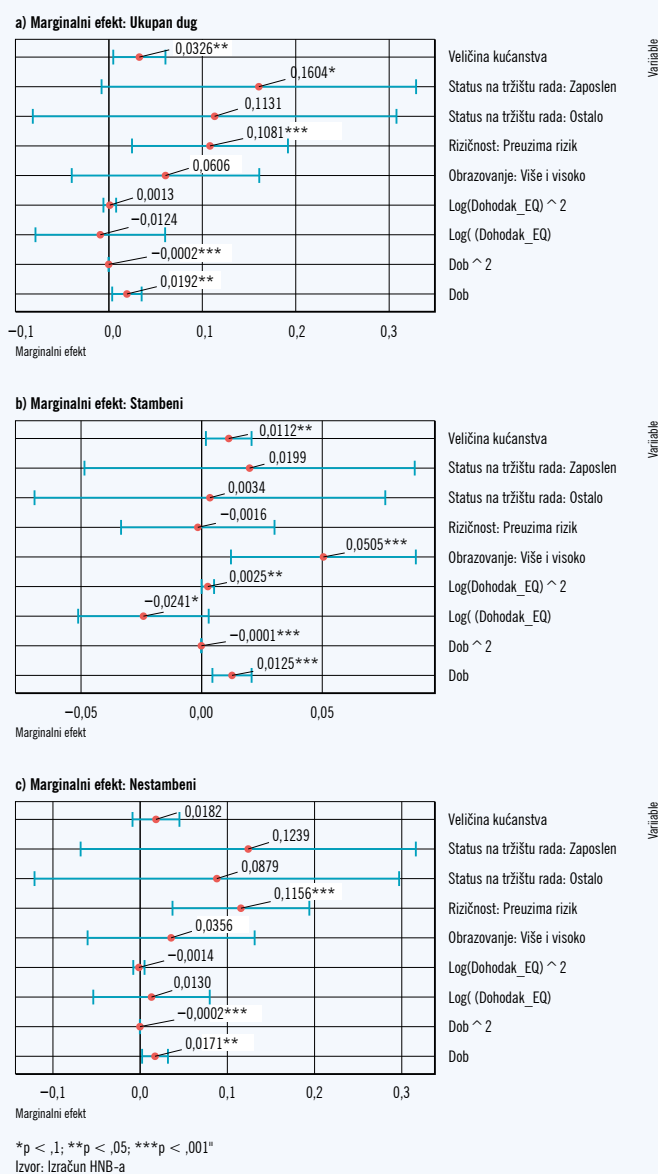 a) Marginalni efekt: Ukupan dug
Varijable
0,0326** Veličina kućanstva
0,1604* Status na tržištu rada: Zaposlen
0,1131 Status na tržištu rada: Ostalo
0,1081*** Rizičnost: Preuzima rizik
0,0606 Obrazovanje: Više i visoko
0,0013 Log(Dohodak_EQ) ^ 2
−0,0124 Log( (Dohodak_EQ)
−0,0002*** Dob ^ 2
0,0192** Dob
−0,1 0,0 0,1 0,2 0,3
Marginalni efekt
b) Marginalni efekt: Stambeni
Varijable
0,0112** Veličina kućanstva
0,0199 Status na tržištu rada: Zaposlen
0,0034 Status na tržištu rada: Ostalo
−0,0016 Rizičnost: Preuzima rizik
0,0505*** Obrazovanje: Više i visoko
0,0025** Log(Dohodak_EQ) ^ 2
−0,0241* Log( (Dohodak_EQ)
−0,0001*** Dob ^ 2
0,0125*** Dob
−0,05 0,00 0,05
Marginalni efekt
c) Marginalni efekt: Nestambeni
Varijable
0,0182 Veličina kućanstva
0,1239 Status na tržištu rada: Zaposlen
0,0879 Status na tržištu rada: Ostalo
0,1156*** Rizičnost: Preuzima rizik
0,0356 Obrazovanje: Više i visoko
−0,0014 Log(Dohodak_EQ) ^ 2
0,0130 Log( (Dohodak_EQ)
−0,0002*** Dob ^ 2
0,0171** Dob
−0,1 0,0 0,1 0,2 0,3
Marginalni efekt
*p < ,1; **p < ,05; ***p < ,001"
Izvor: Izračun HNB-a